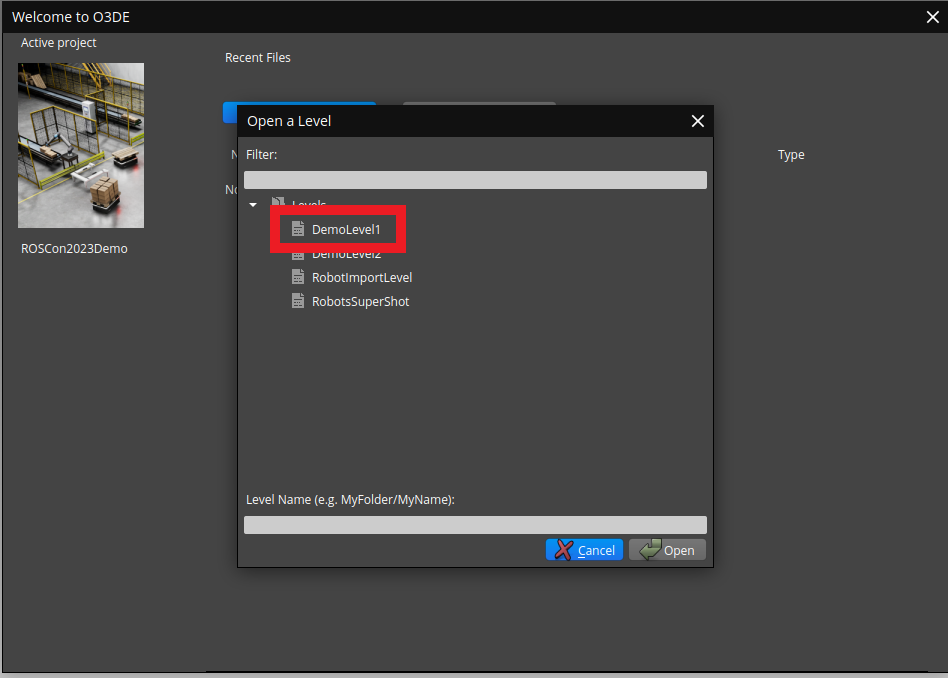 Welcome to O3DE
Active project
Recent Files
Open a Level
Filter:
Type
Levels
DemoLevel1
DemoLevel2
RobotImportLevel
RobotsSuperShot
ROSCon2023Demo
Level Name (e.g. MyFolder/MyName):
Cancel
Open